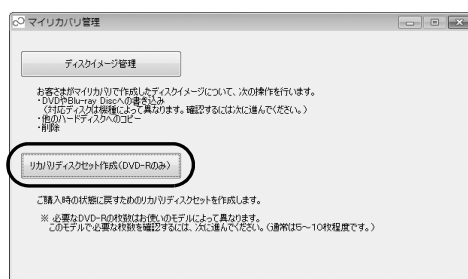 マイリカバリ管理
ディスクイメージ管理
お客さまがマイリカバリで作成したディスクイメージについて、次の操作を行います。
・DVDやBlu-ray Discへの書き込み
（対応ディスクは機種によって異なります。確認するには次に進んでください。）
・他のハードディスクへのコピー
・削除
リカバリディスクセット作成（DVD-Rのみ）
ご購入時の状態に戻すためのリカバリディスクセットを作成します。
※ 必要なDVD-Rの枚数はお使いのモデルによって異なります。
このモデルで必要な枚数を確認するには、次に進んでください。（通常は5～10枚程度です。）